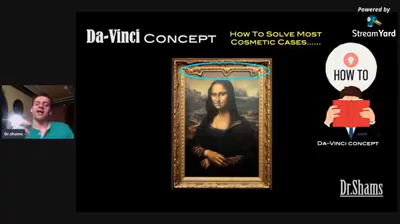 Powered by
StreamYard
Da-Vinci CONCEPT
HOW TO SOLVE MOST
COSMETIC CASES......
HOW TO
DA-VINCI CONCEPT
Dr.shams
Dr.Shams